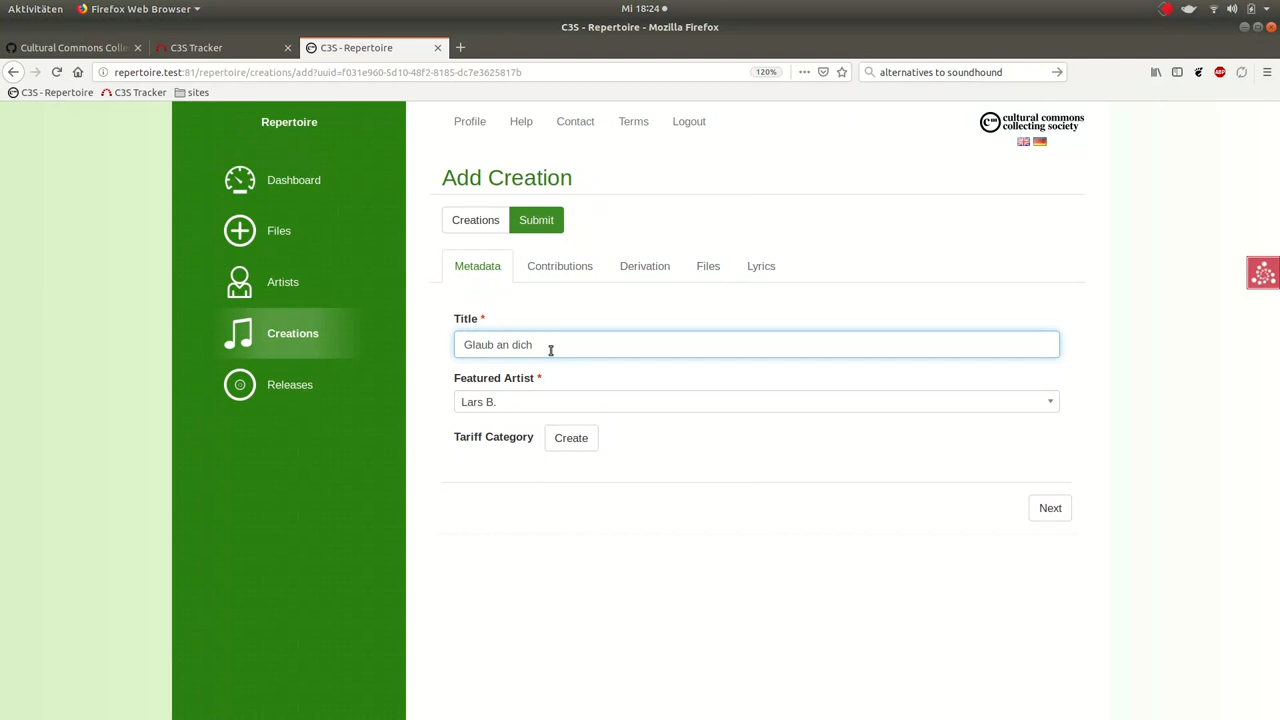 Aktivitäten Firefox Web Browser Mi 18:24
C3S - Repertoire - Mozilla Firefox
Cultural Commons Colle C3S Tracker C3S - Repertoire
repertoire.test:81/repertoire/creations/add?uuid=f031e960-5d10-48f2-8185-dc7e3625817b 120% alternatives to soundhound
C3S - Repertoire C3S Tracker sites
Repertoire
Dashboard
Files
Artists
Creations
Releases
Profile Help Contact Terms Logout
cultural commons
collecting society
Add Creation
Creations Submit
Metadata Contributions Derivation Files Lyrics
Title *
Glaub an dich
Featured Artist *
Lars B.
Tariff Category Create
Next